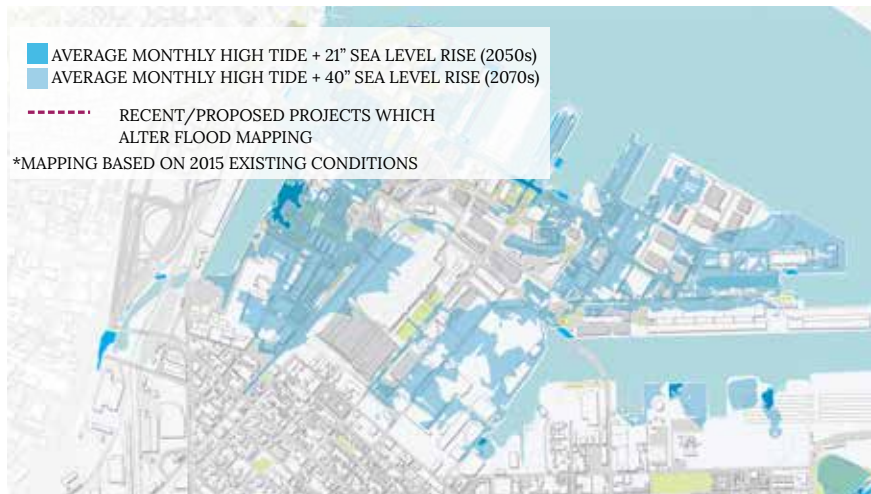 AVERAGE MONTHLY HIGH TIDE + 21” SEA LEVEL RISE (2050s)
AVERAGE MONTHLY HIGH TIDE + 40” SEA LEVEL RISE (2070s)
RECENT/PROPOSED PROJECTS WHICH
ALTER FLOOD MAPPING
*MAPPING BASED ON 2015 EXISTING CONDITIONS